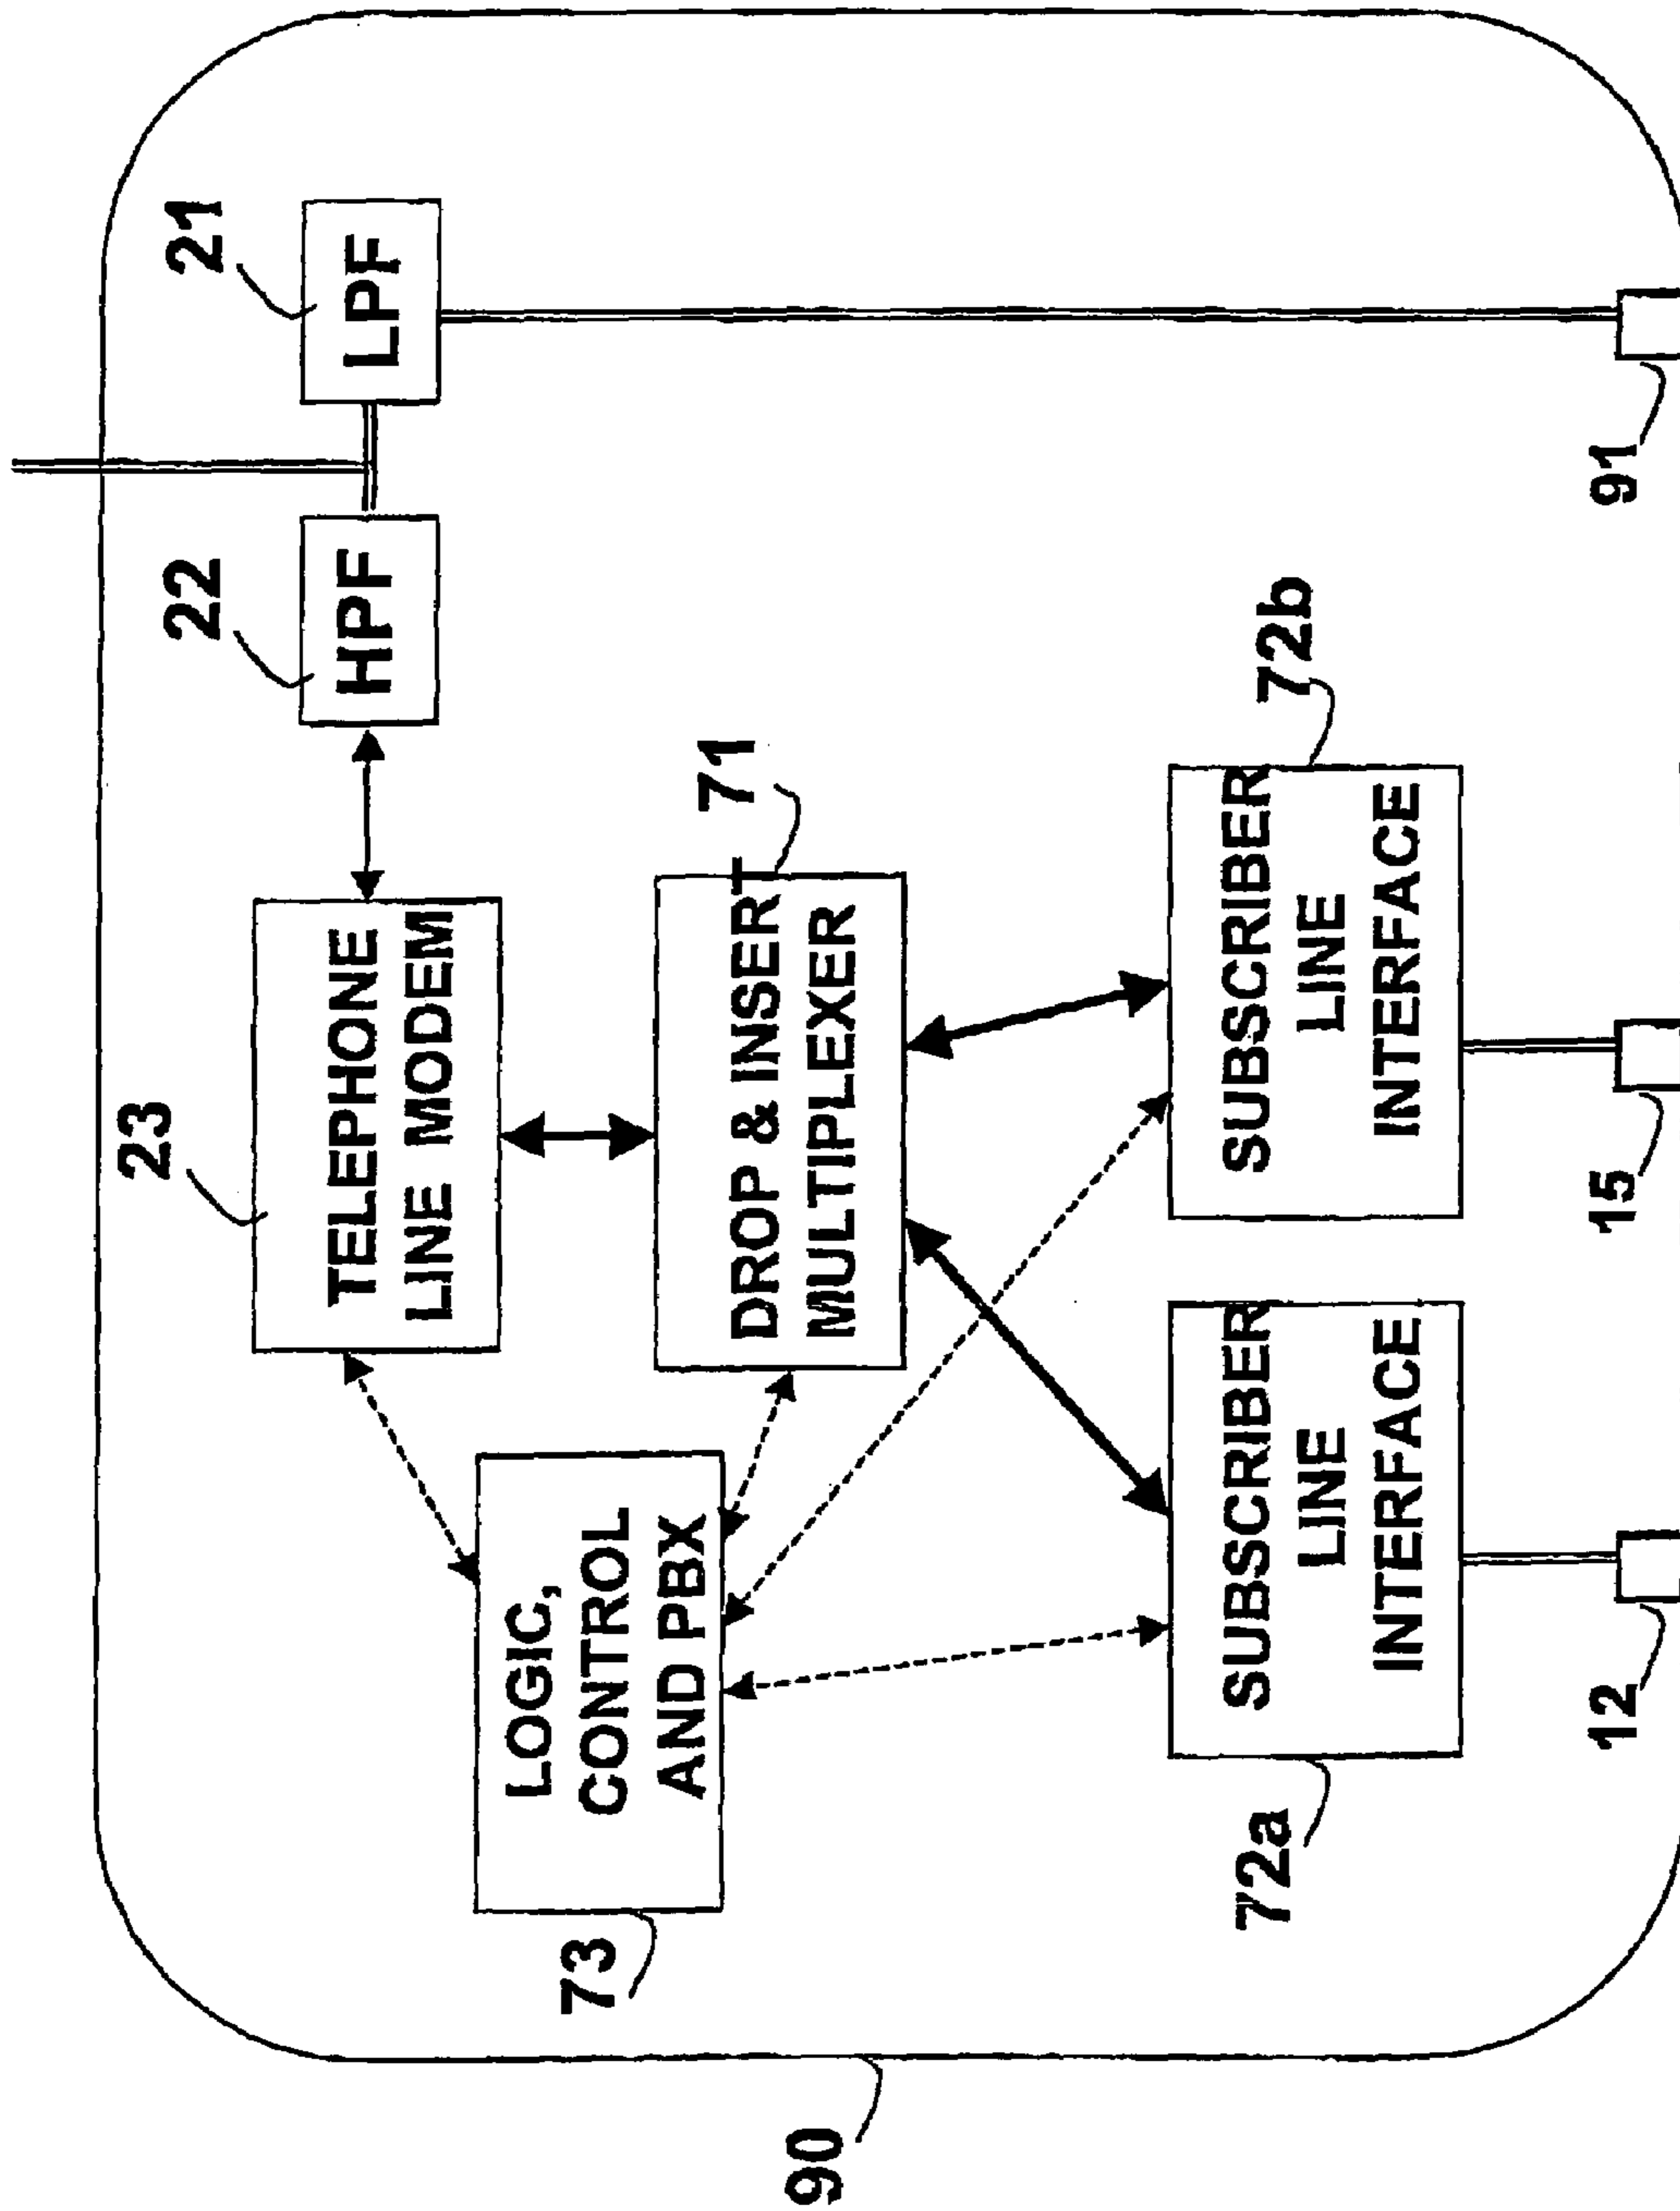 23
22
21
TELEPHONE
LINE MODEM
HPF
LPF
73
LOGIC,
CONTROL
AND PBX
71
DROP & INSERT
MULTIPLEXER
90
72a
SUBSCRIBER
LINE
INTERFACE
72b
SUBSCRIBER
LINE
INTERFACE
12
15
91